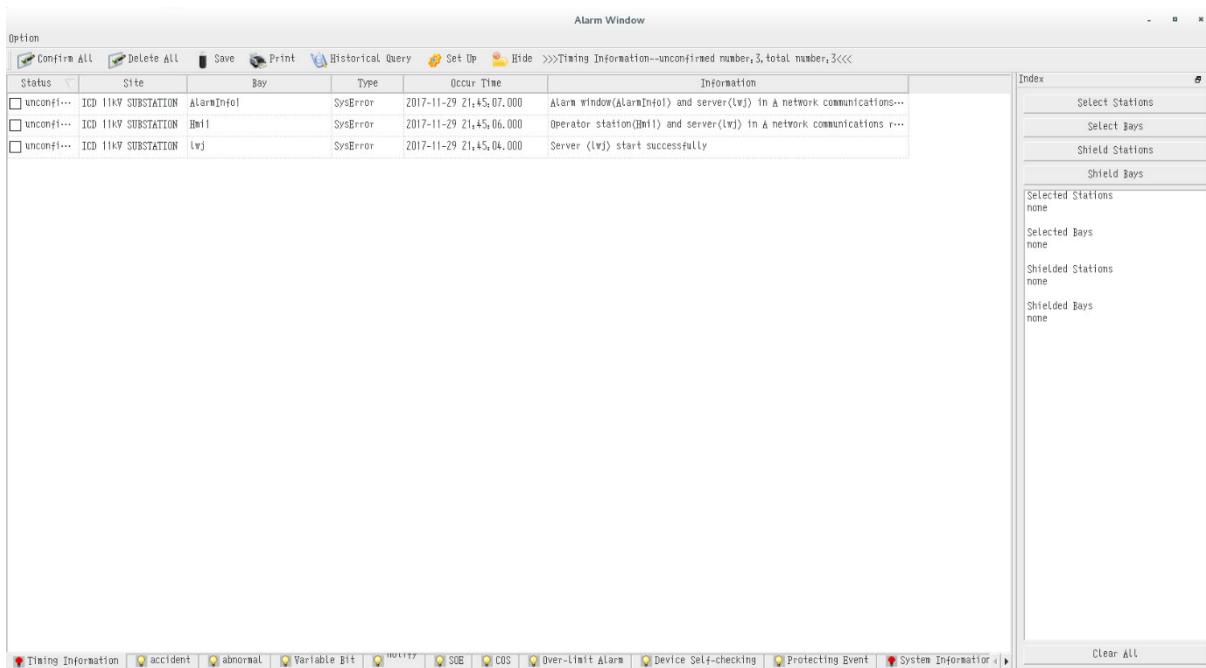 Alarm Window
Option
Confirm All Delete All Save Print Historical Query Set Up Hide >>>Timing Information--unconfirmed number,3,total number,3<<<
Status Site Bay Type Occur Time Information
unconfi··· ICD 11kV SUBSTATION AlarmInfo1 SysError 2017-11-29 21,45,07.000 Alarm window(AlarmInfo1) and server(lwj) in A network communications···
unconfi··· ICD 11kV SUBSTATION Hmi1 SysError 2017-11-29 21,45,06.000 Operator station(Hmi1) and server(lwj) in A network communications r···
unconfi··· ICD 11kV SUBSTATION lwj SysError 2017-11-29 21,45,04.000 Server (lwj) start successfully
Index
Select Stations
Select Bays
Shield Stations
Shield Bays
Selected Stations
none
Selected Bays
none
Shielded Stations
none
Shielded Bays
none
Clear All
Timing Information accident abnormal Variable Bit notify SOE COS Over-limit Alarm Device Self-checking Protecting Event System Information